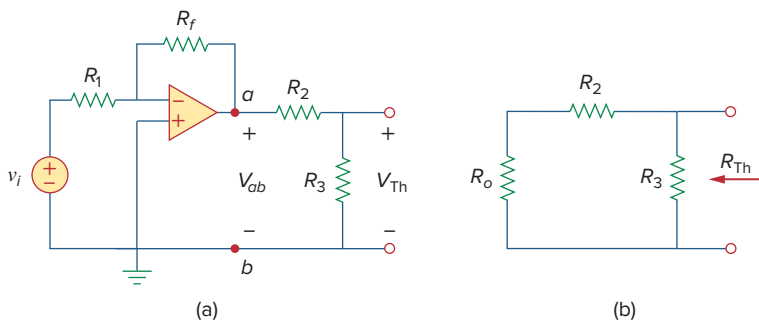 R_f
R_1
a
R_2
−
+
+
+
+
−
v_i
V_ab
R_3
V_Th
−
−
b
(a)
R_2
R_o
R_3
R_Th
(b)